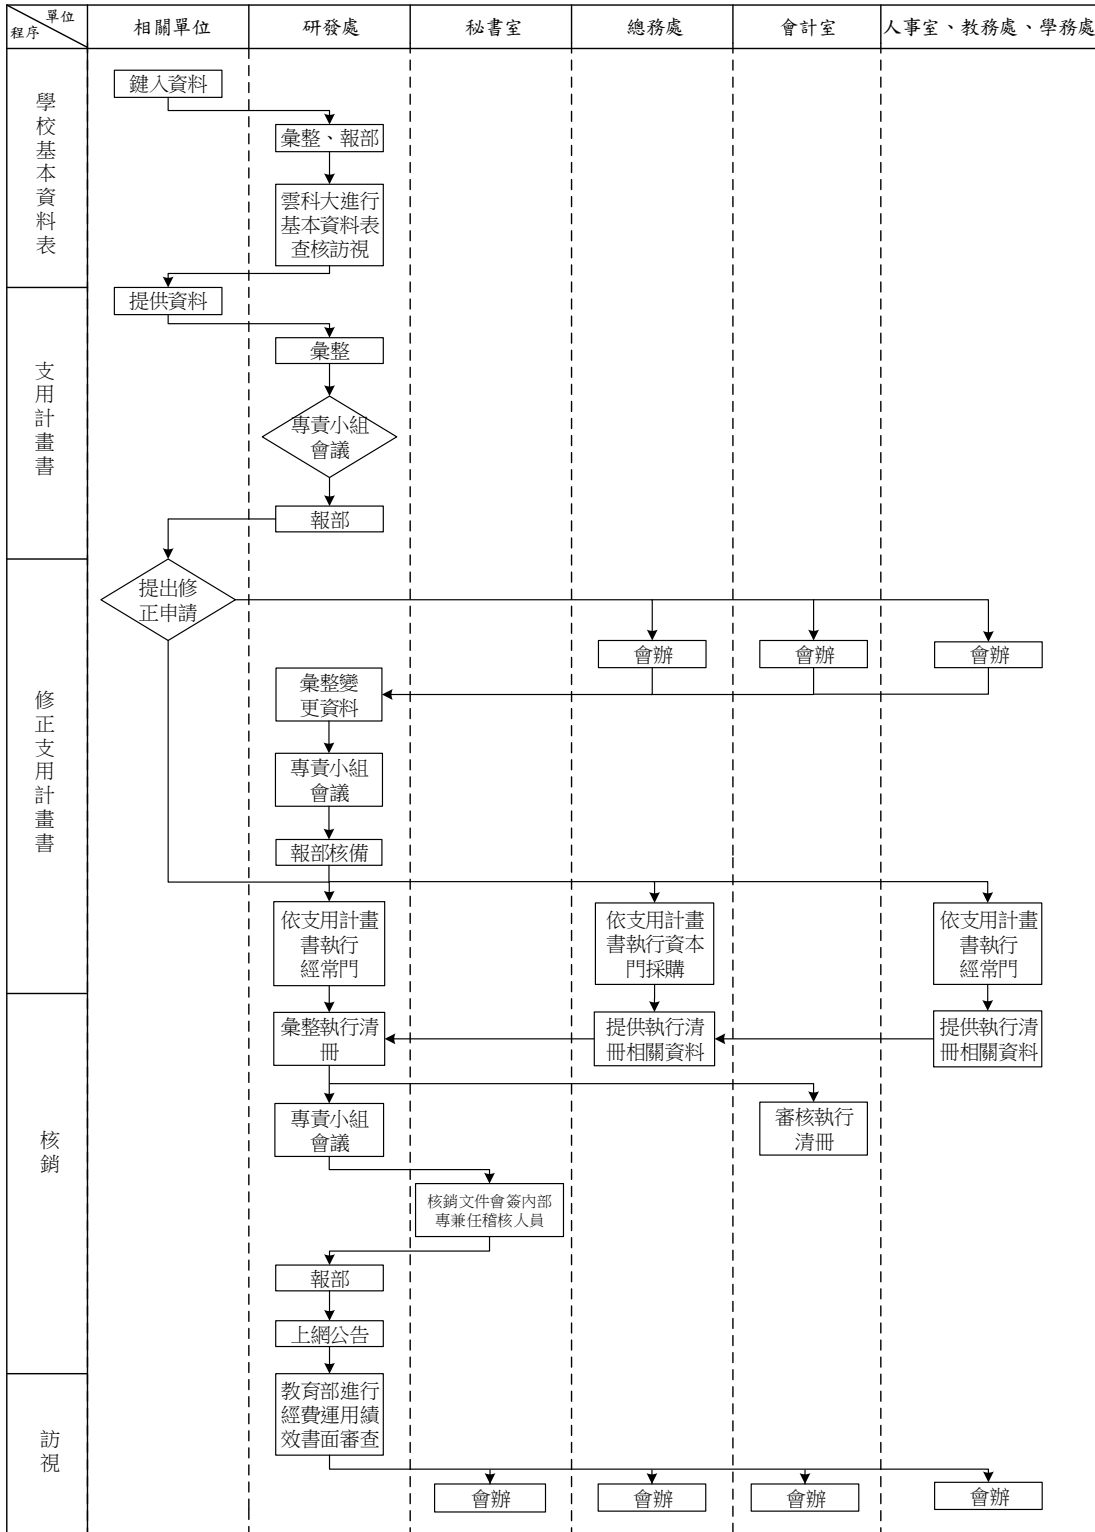 單位
程序
相關單位
研發處
秘書室
總務處
會計室
人事室、教務處、學務處
學校基本資料表
鍵入資料
彙整、報部
雲科大進行
基本資料表
查核訪視
支用計畫書
提供資料
彙整
專責小組
會議
報部
修正支用計畫書
提出修
正申請
會辦
會辦
會辦
彙整變
更資料
專責小組
會議
報部核備
依支用計畫
書執行
經常門
依支用計畫
書執行資本
門採購
依支用計畫
書執行
經常門
核銷
彙整執行清
冊
提供執行清
冊相關資料
提供執行清
冊相關資料
專責小組
會議
審核執行
清冊
核銷文件會簽內部
專兼任稽核人員
報部
上網公告
訪視
教育部進行
經費運用績
效書面審查
會辦
會辦
會辦
會辦